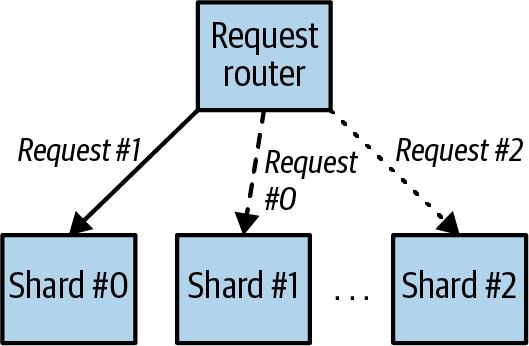 Request
router
Request #1
Request
#0
Request #2
Shard #0
Shard #1
...
Shard #2